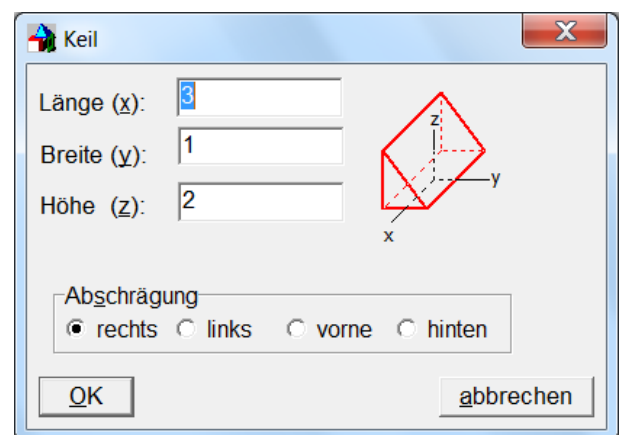 Keil
X
Länge (x): 3
Breite (y): 1
Höhe (z): 2
z
y
x
Abschrägung
rechts links vorne hinten
OK abbrechen